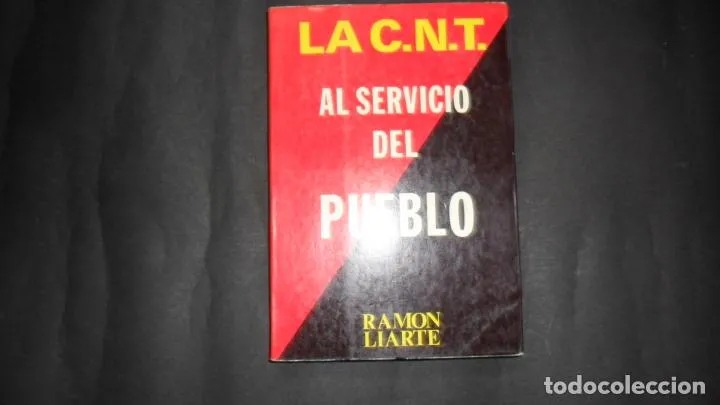 LA C.N.T.
AL SERVICIO
DEL
PUEBLO
RAMON
LIARTE
todocoleccion